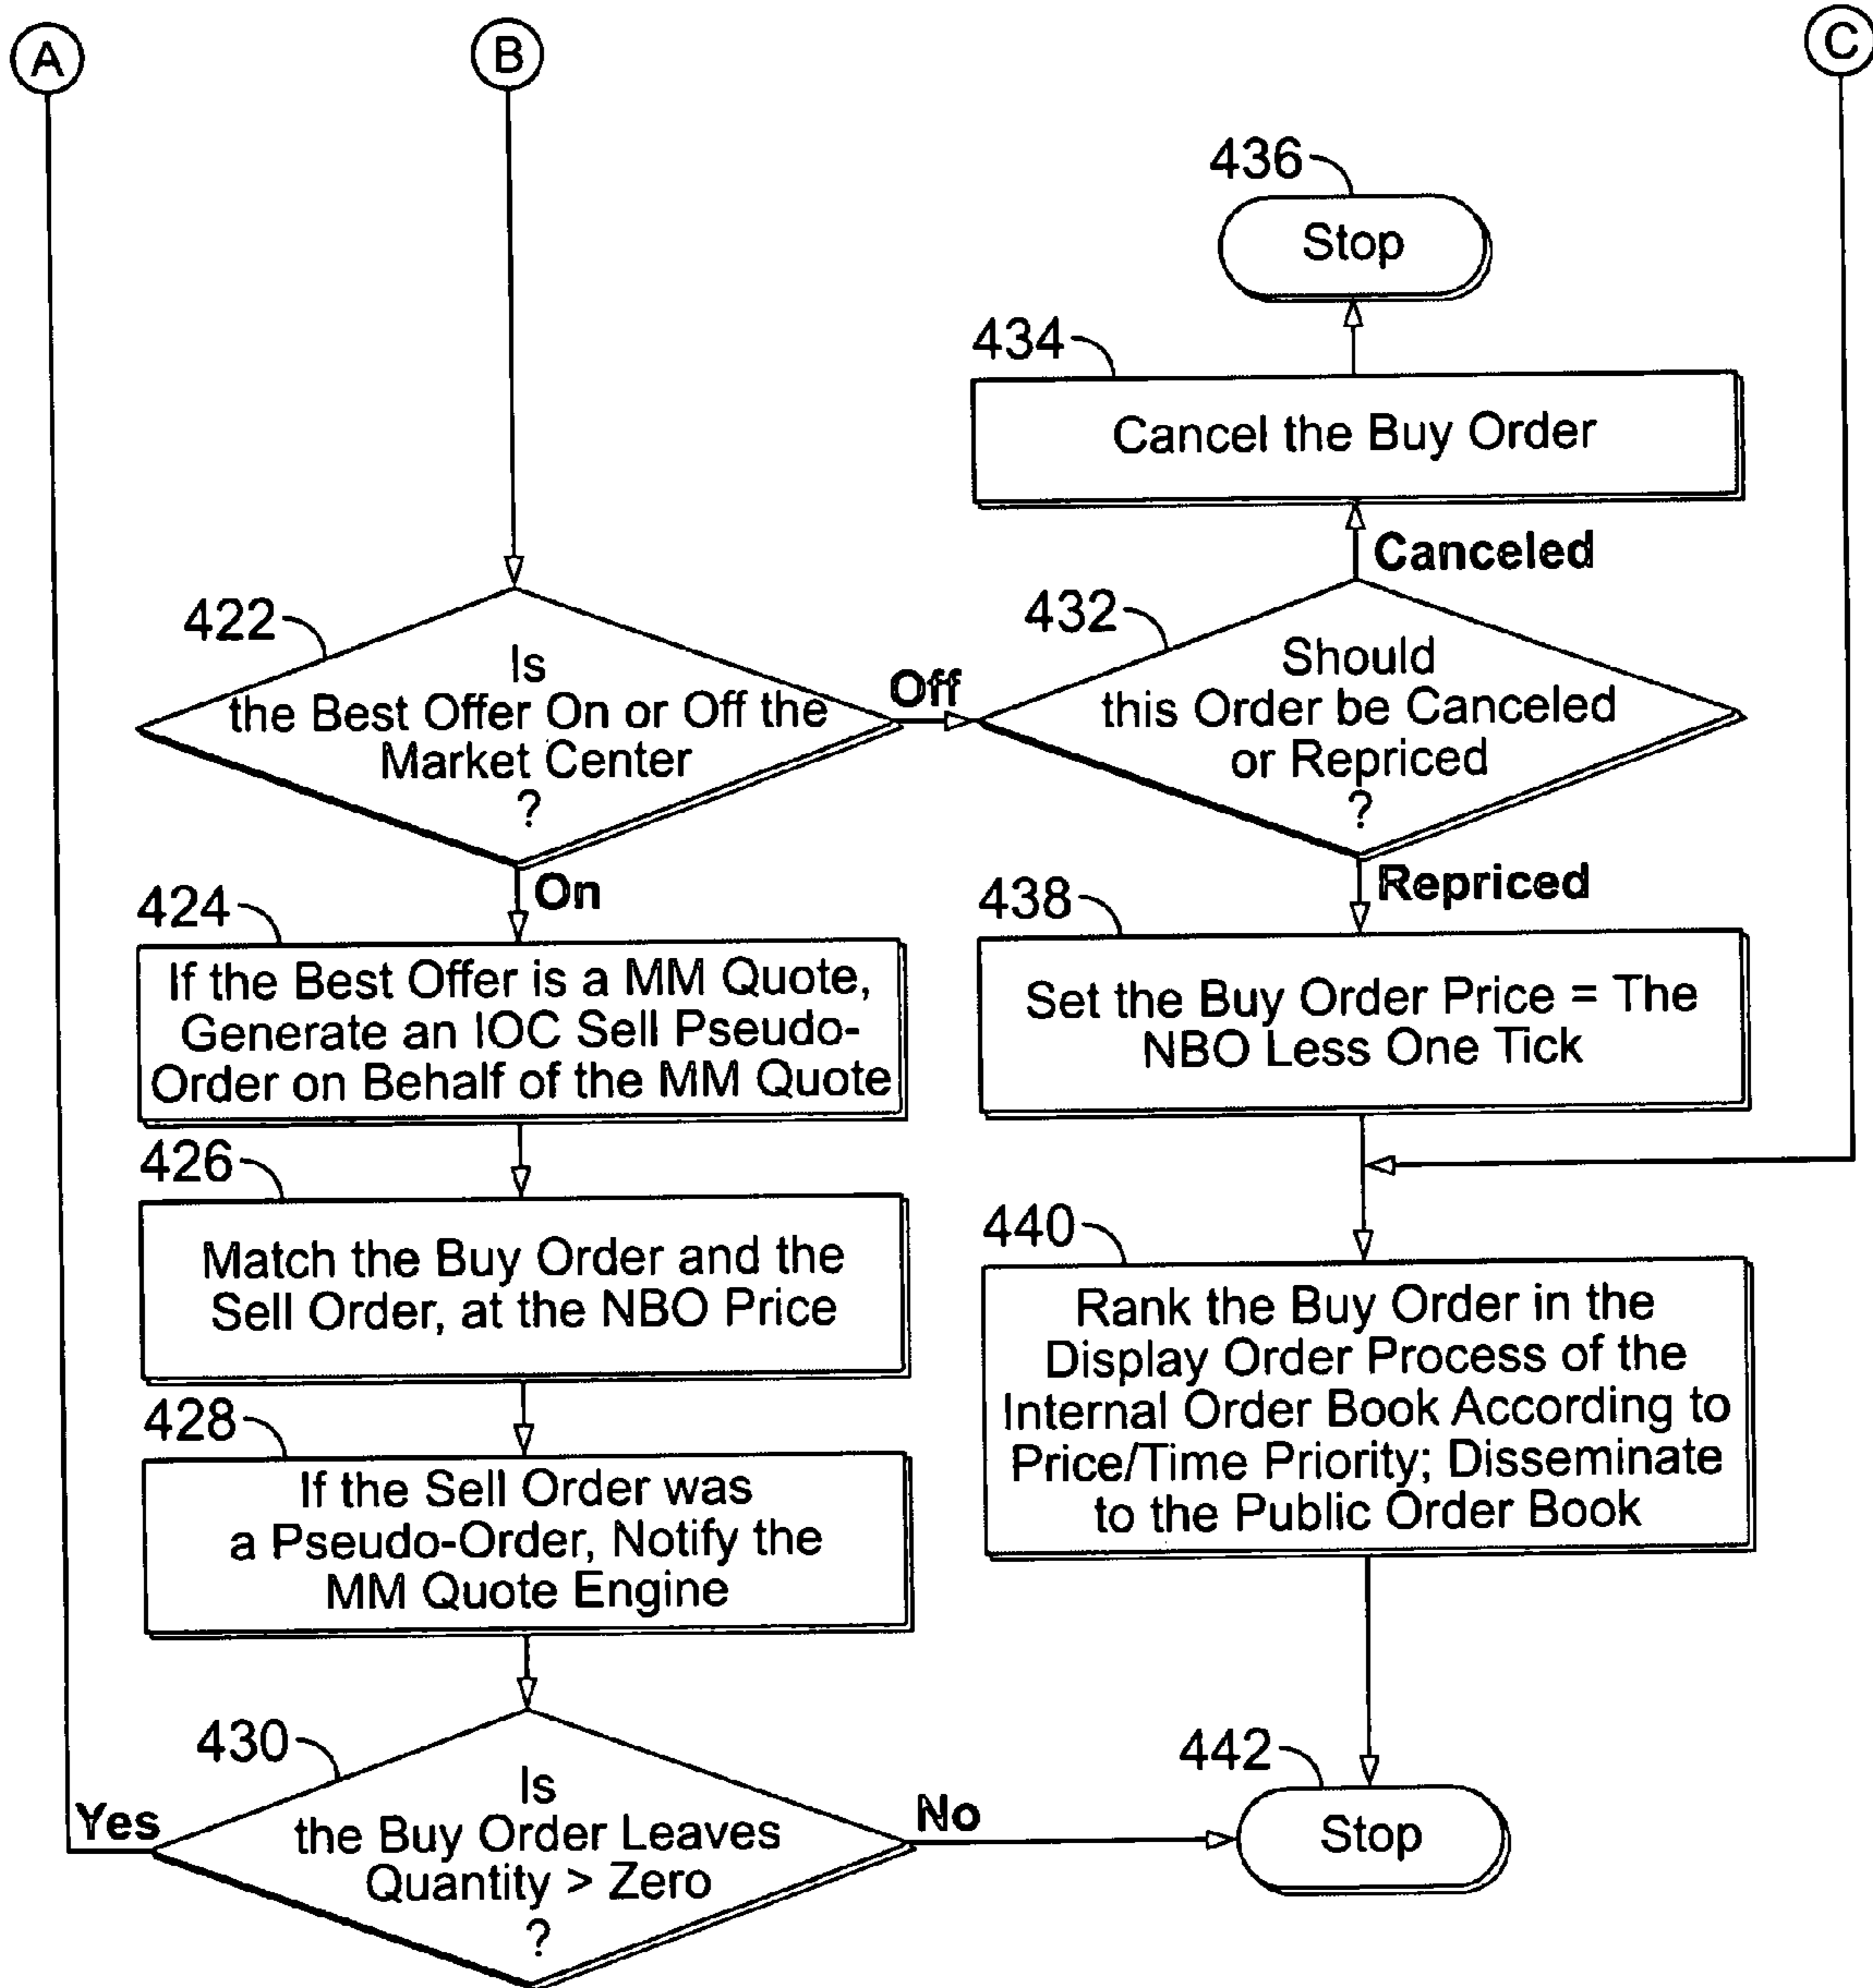 A
B
C
436
Stop
434
Cancel the Buy Order
Canceled
422
Is
the Best Offer On or Off the
Market Center
?
Off
432
Should
this Order be Canceled
or Repriced
?
On
Repriced
424
If the Best Offer is a MM Quote,
Generate an IOC Sell Pseudo-
Order on Behalf of the MM Quote
438
Set the Buy Order Price = The
NBO Less One Tick
426
Match the Buy Order and the
Sell Order, at the NBO Price
440
Rank the Buy Order in the
Display Order Process of the
Internal Order Book According to
Price/Time Priority; Disseminate
to the Public Order Book
428
If the Sell Order was
a Pseudo-Order, Notify the
MM Quote Engine
430
Is
the Buy Order Leaves
Quantity > Zero
?
Yes
No
442
Stop